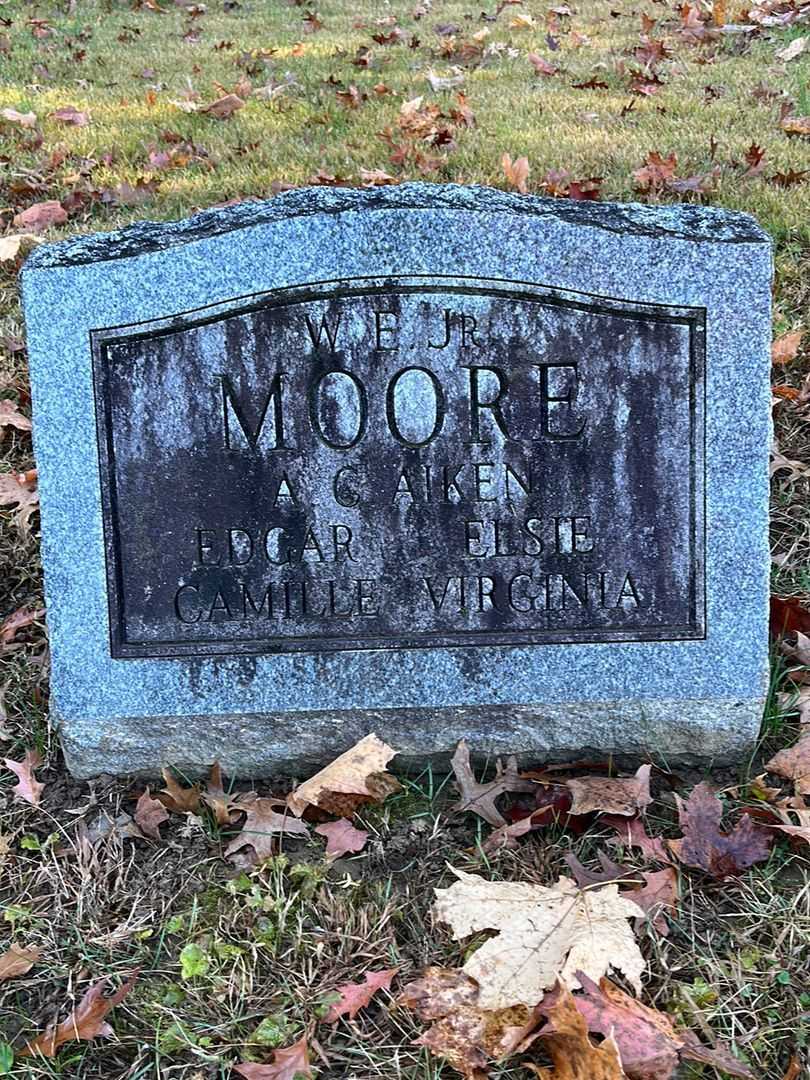 W. E. JR.
MOORE
A C AIKEN
EDGAR ELSIE
CAMILLE VIRGINIA